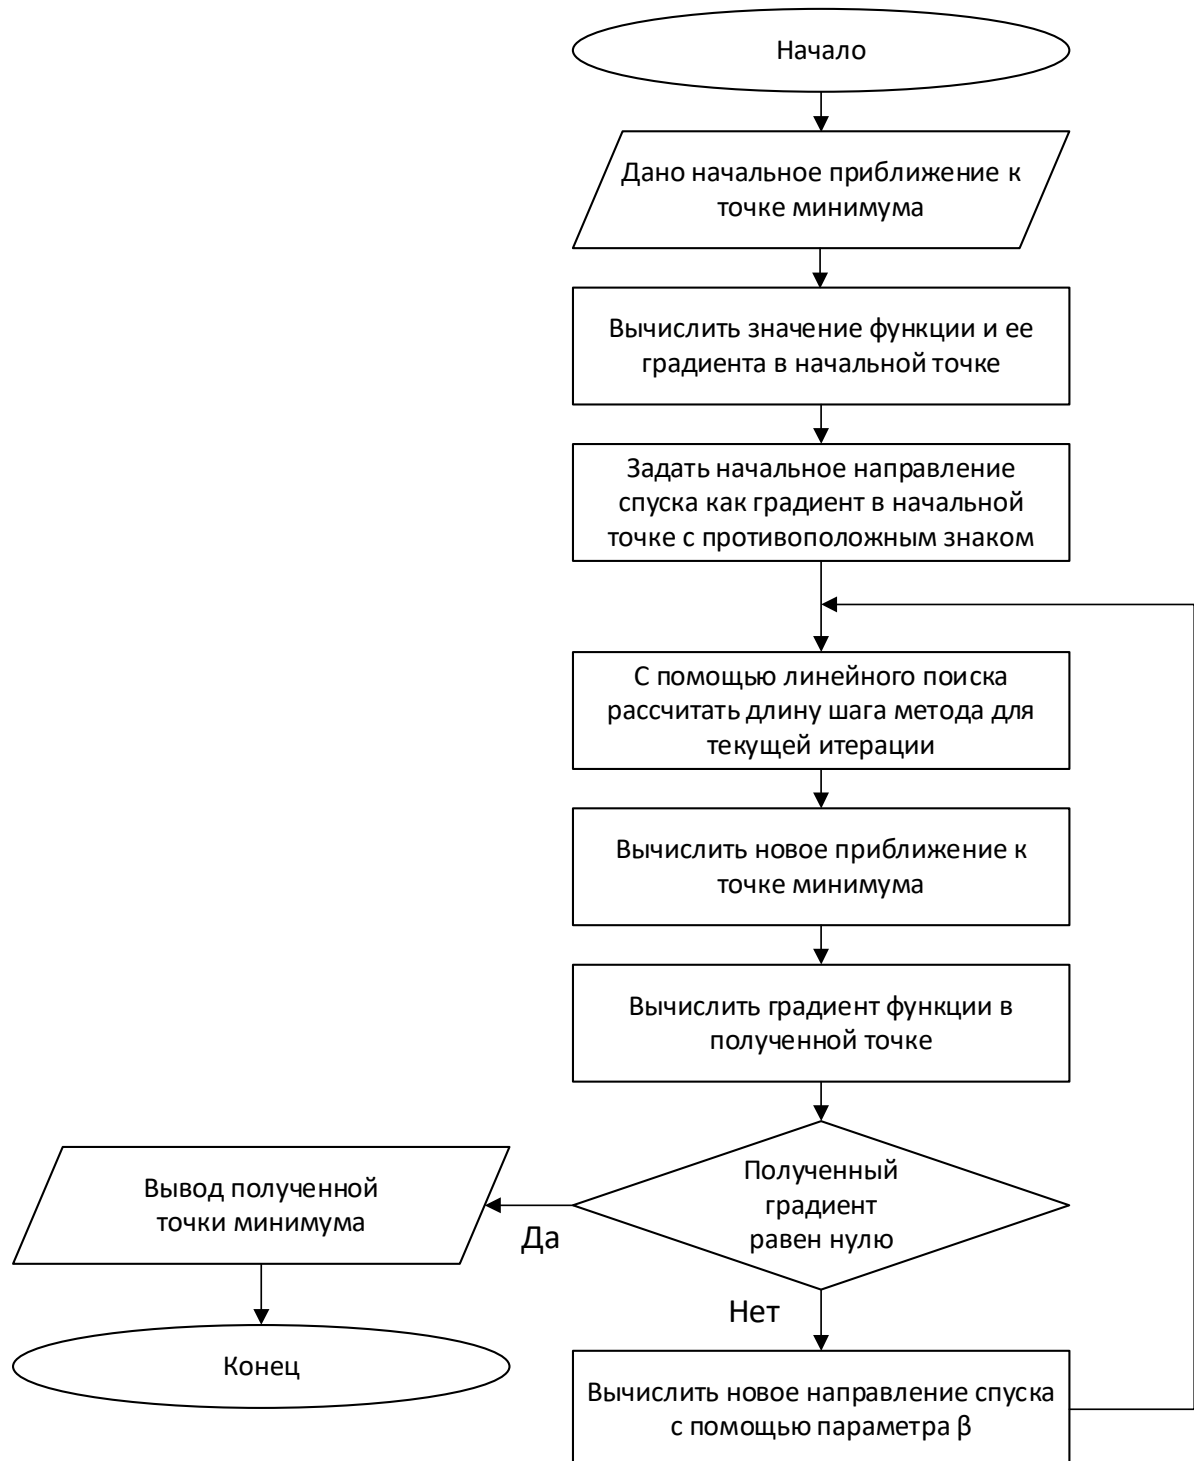 Начало
Дано начальное приближение к
точке минимума
Вычислить значение функции и ее
градиента в начальной точке
Задать начальное направление
спуска как градиент в начальной
точке с противоположным знаком
С помощью линейного поиска
рассчитать длину шага метода для
текущей итерации
Вычислить новое приближение к
точке минимума
Вычислить градиент функции в
полученной точке
Полученный
градиент
равен нулю
Да
Вывод полученной
точки минимума
Конец
Нет
Вычислить новое направление спуска
с помощью параметра β